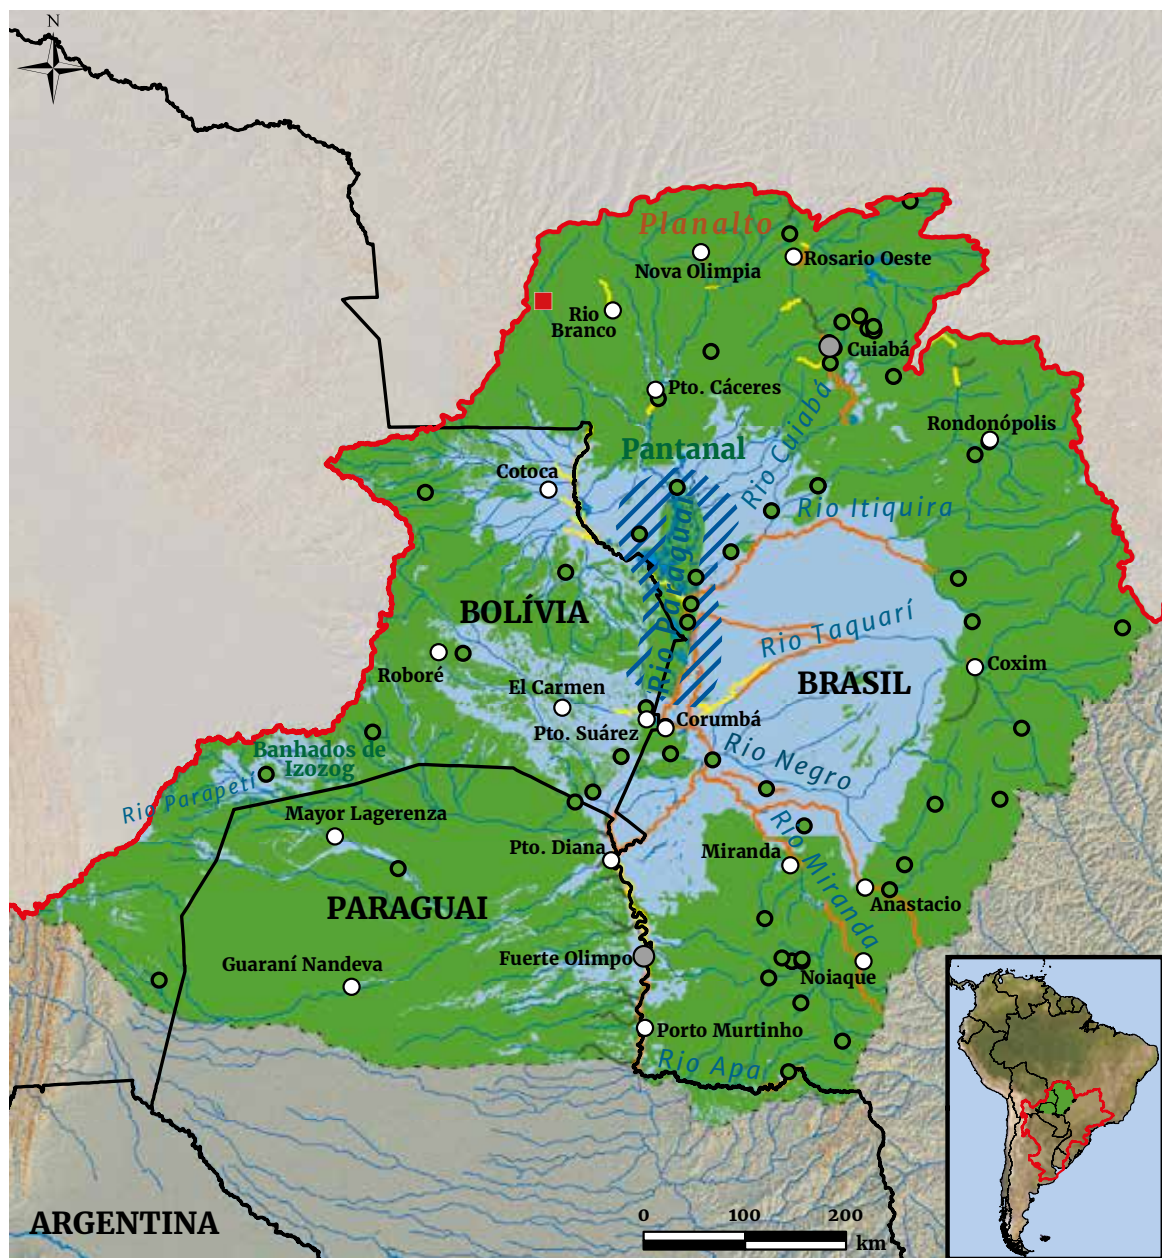 N
Planalto
Nova Olimpia
Rosario Oeste
Rio
Branco
Cuiabá
Pto. Cáceres
Rio Cuiabá
Rondonópolis
Pantanal
Cotoca
Rio Itiquira
Rio Paraguai
BOLÍVIA
Rio Taquarí
Roboré
El Carmen
BRASIL
Coxim
Pto. Suárez
Corumbá
Rio Negro
Banhados de
Izozog
Rio Parapetí
Mayor Lagerenza
Pto. Diana
Miranda
Rio Miranda
Anastacio
PARAGUAI
Guaraní Nandeva
Fuerte Olimpo
Noiaque
Porto Murtinho
Rio Apa
ARGENTINA
0 100 200
km